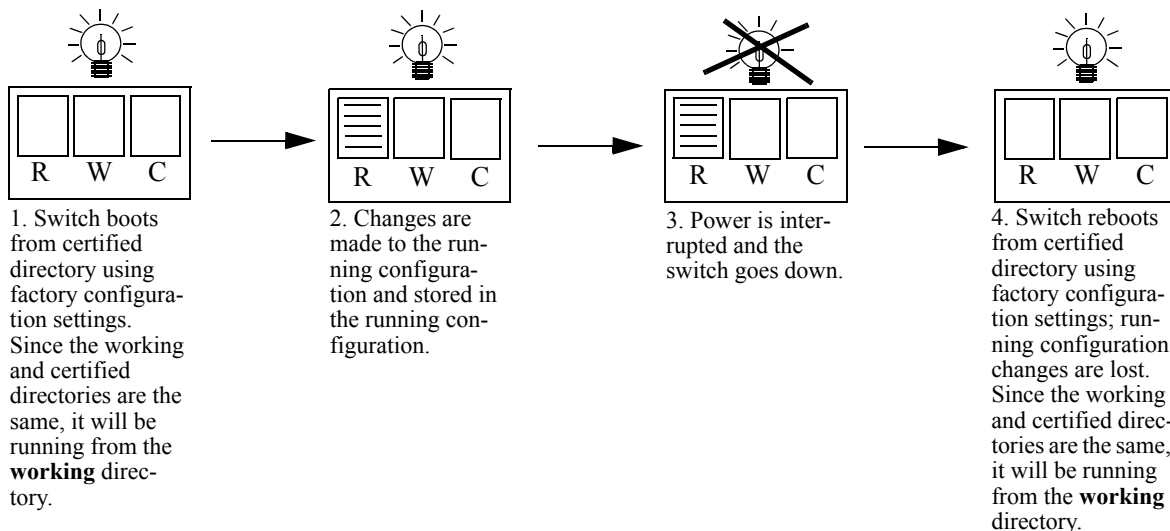 R W C
1. Switch boots
from certified
directory using
factory configura-
tion settings.
Since the working
and certified
directories are the
same, it will be
running from the
working direc-
tory.
R W C
2. Changes are
made to the run-
ning configura-
tion and stored in
the running con-
figuration.
R W C
3. Power is inter-
rupted and the
switch goes down.
R W C
4. Switch reboots
from certified
directory using
factory configura-
tion settings; run-
ning configuration
changes are lost.
Since the working
and certified direc-
tories are the same,
it will be running
from the working
directory.